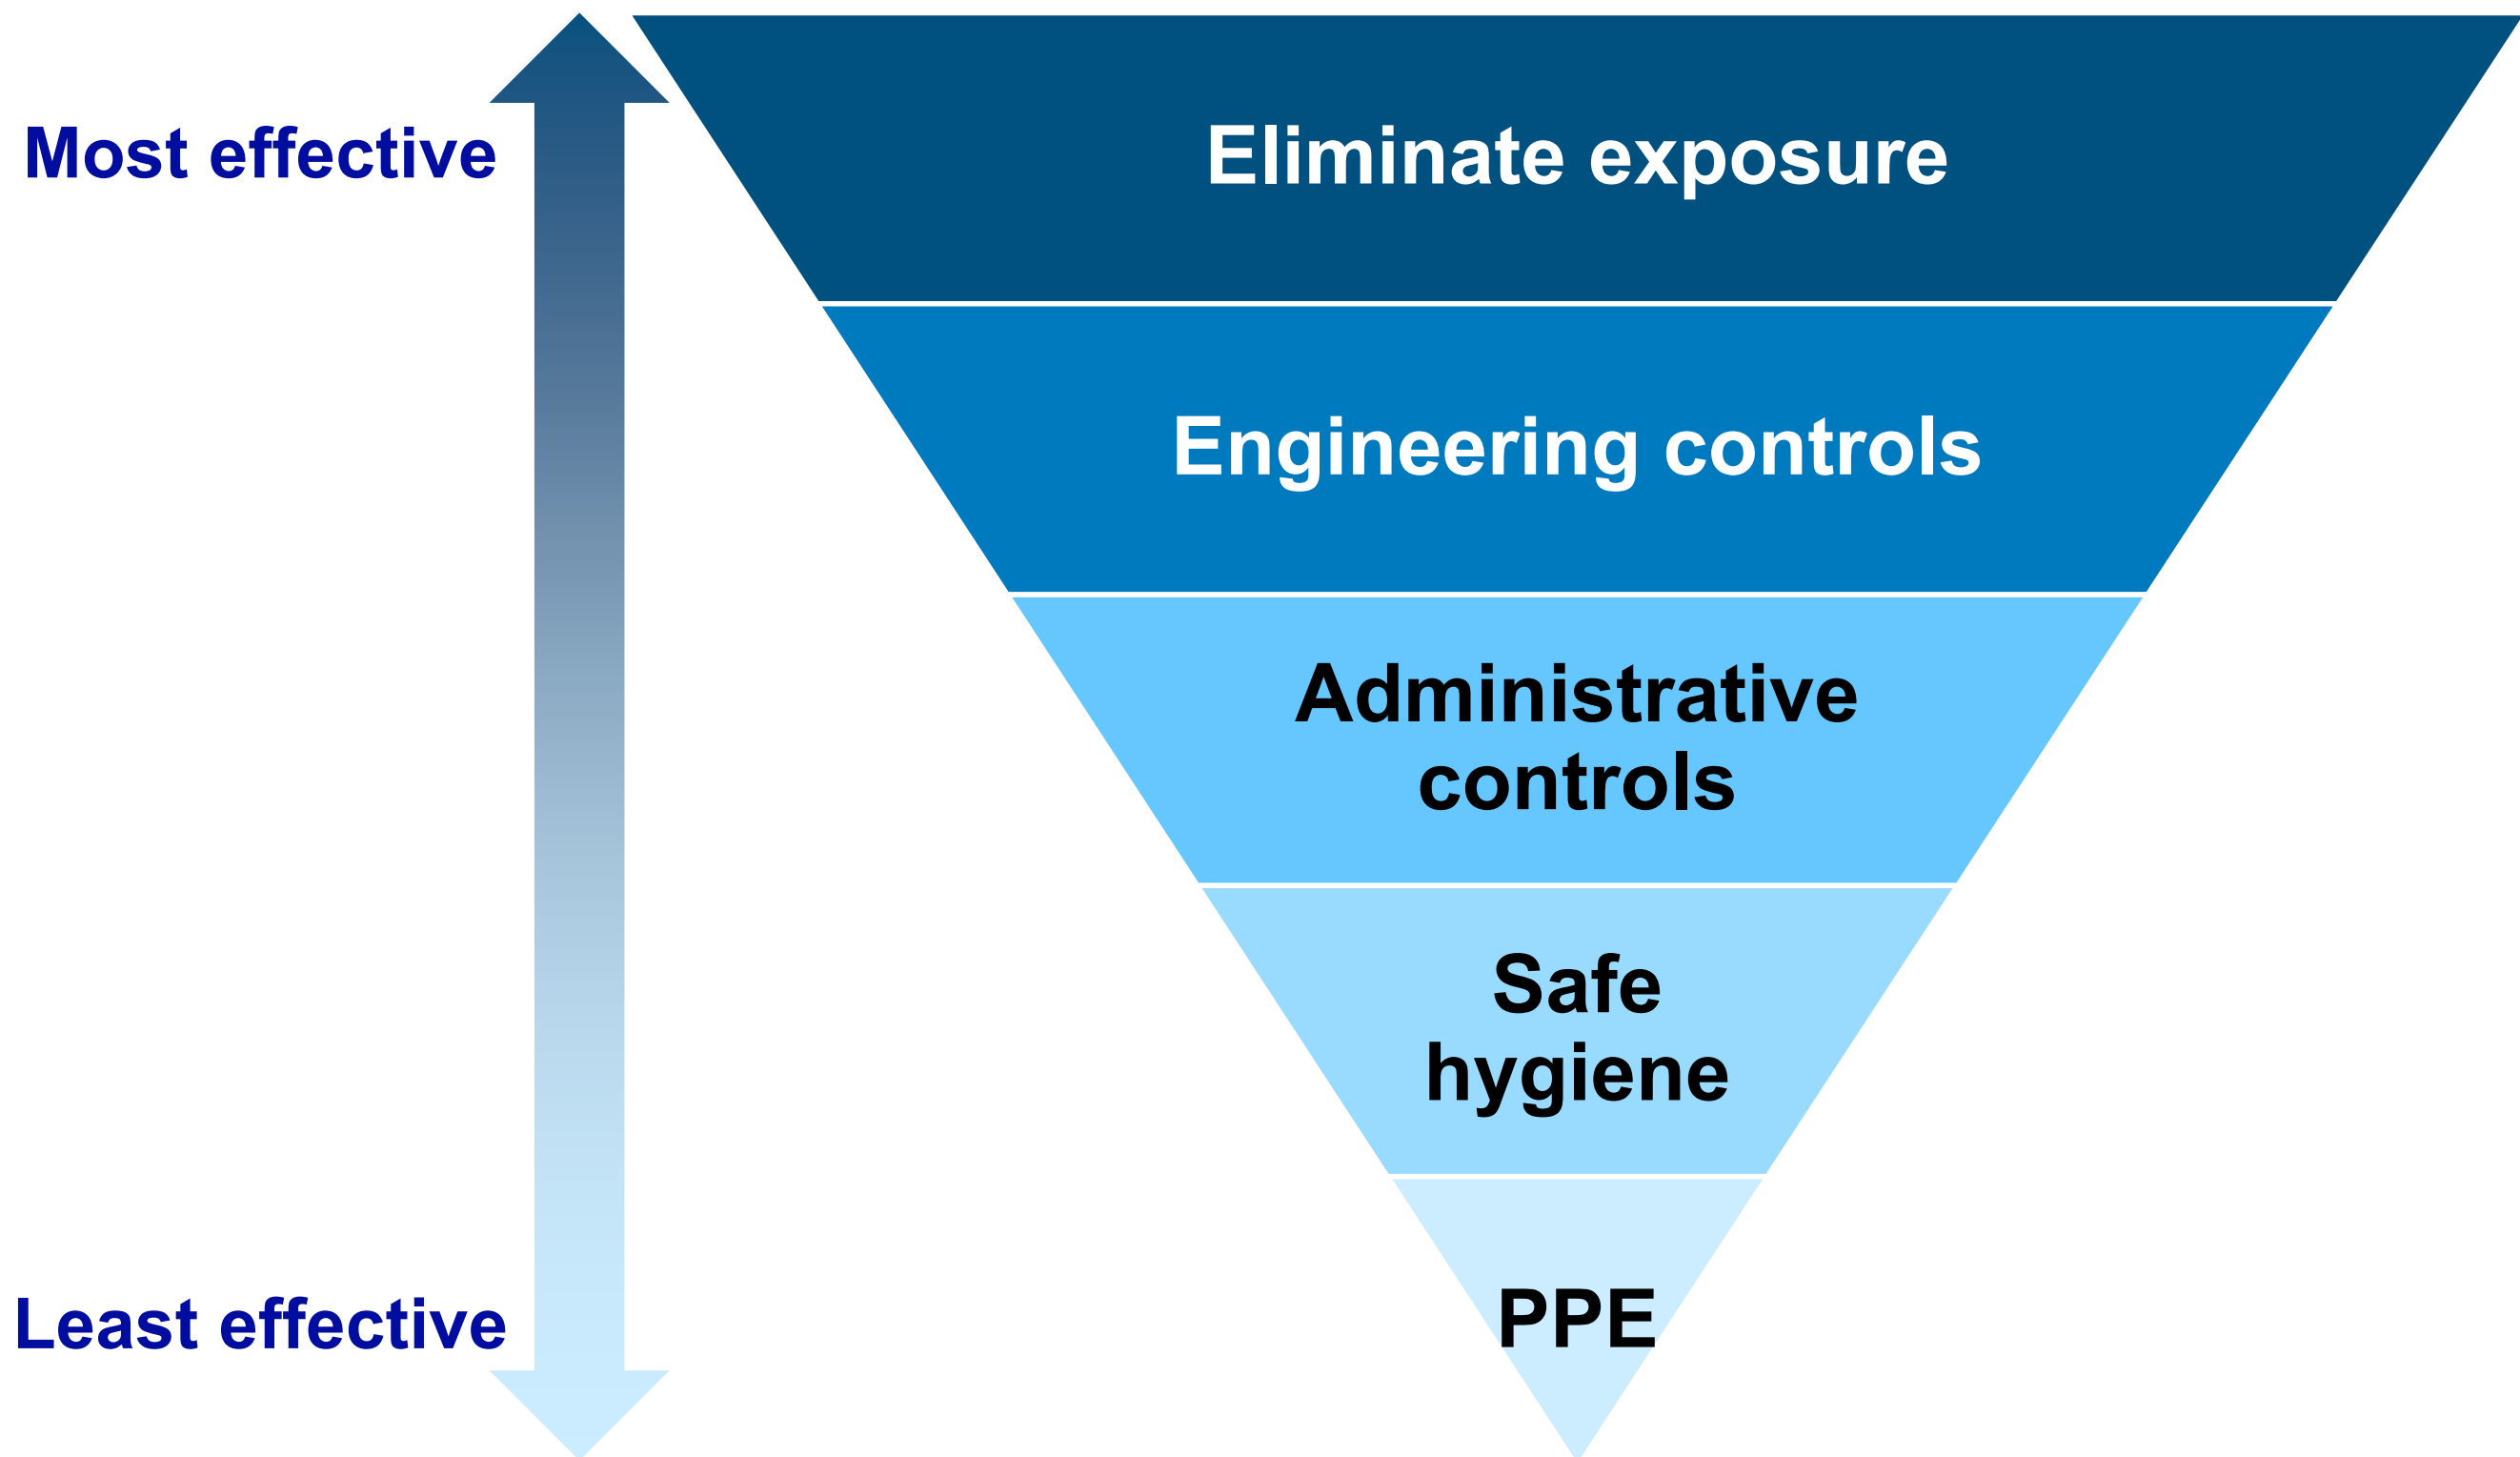 Most effective
Eliminate exposure
Engineering controls
Administrative
controls
Safe
hygiene
Least effective
PPE